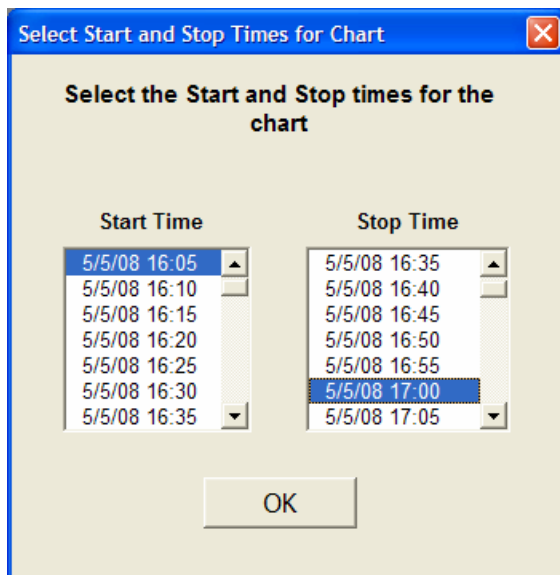 Select Start and Stop Times for Chart
Select the Start and Stop times for the
chart
Start Time
5/5/08 16:05
5/5/08 16:10
5/5/08 16:15
5/5/08 16:20
5/5/08 16:25
5/5/08 16:30
5/5/08 16:35
Stop Time
5/5/08 16:35
5/5/08 16:40
5/5/08 16:45
5/5/08 16:50
5/5/08 16:55
5/5/08 17:00
5/5/08 17:05
OK